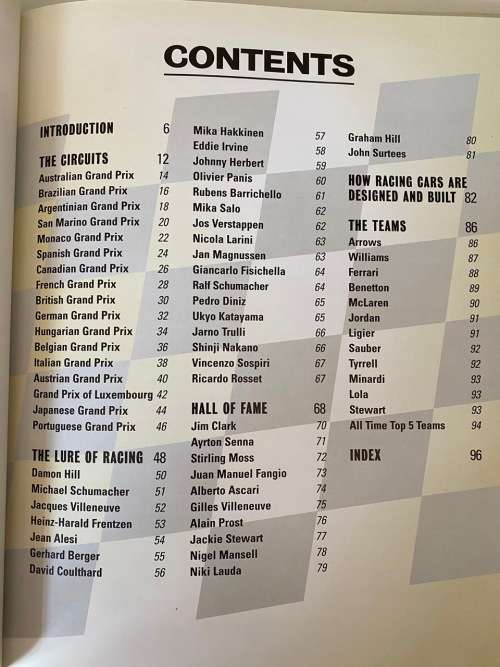 CONTENTS
INTRODUCTION 6
THE CIRCUITS 12
Australian Grand Prix 14
Brazilian Grand Prix 16
Argentinian Grand Prix 18
San Marino Grand Prix 20
Monaco Grand Prix 22
Spanish Grand Prix 24
Canadian Grand Prix 26
French Grand Prix 28
British Grand Prix 30
German Grand Prix 32
Hungarian Grand Prix 34
Belgian Grand Prix 36
Italian Grand Prix 38
Austrian Grand Prix 40
Grand Prix of Luxembourg 42
Japanese Grand Prix 44
Portuguese Grand Prix 46
THE LURE OF RACING 48
Damon Hill 50
Michael Schumacher 51
Jacques Villeneuve 52
Heinz-Harald Frentzen 53
Jean Alesi 54
Gerhard Berger 55
David Coulthard 56
Mika Hakkinen 57
Eddie Irvine 58
Johnny Herbert 59
Olivier Panis 60
Rubens Barrichello 61
Mika Salo 62
Jos Verstappen 62
Nicola Larini 63
Jan Magnussen 63
Giancarlo Fisichella 64
Ralf Schumacher 64
Pedro Diniz 65
Ukyo Katayama 65
Jarno Trulli 66
Shinji Nakano 66
Vincenzo Sospiri 67
Ricardo Rosset 67
HALL OF FAME 68
Jim Clark 70
Ayrton Senna 71
Stirling Moss 72
Juan Manuel Fangio 73
Alberto Ascari 74
Gilles Villeneuve 75
Alain Prost 76
Jackie Stewart 77
Nigel Mansell 78
Niki Lauda 79
Graham Hill 80
John Surtees 81
HOW RACING CARS ARE
DESIGNED AND BUILT 82
THE TEAMS 86
Arrows 86
Williams 87
Ferrari 88
Benetton 89
McLaren 90
Jordan 91
Ligier 91
Sauber 92
Tyrrell 92
Minardi 93
Lola 93
Stewart 93
All Time Top 5 Teams 94
INDEX 96